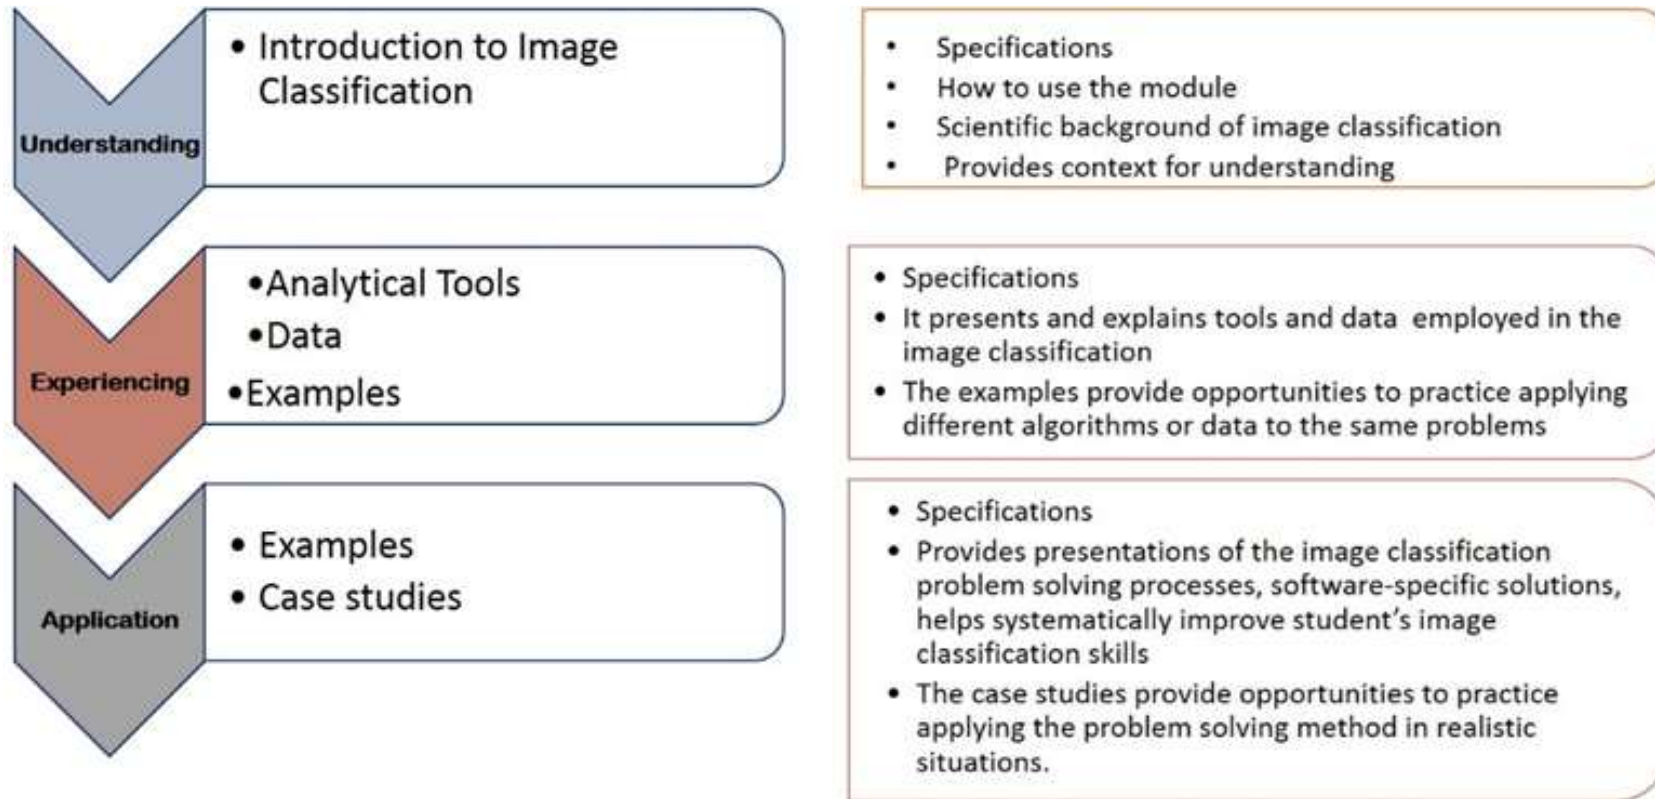 Understanding
• Introduction to Image
Classification
• Specifications
• How to use the module
• Scientific background of image classification
• Provides context for understanding
Experiencing
•Analytical Tools
•Data
•Examples
• Specifications
• It presents and explains tools and data employed in the
image classification
• The examples provide opportunities to practice applying
different algorithms or data to the same problems
Application
• Examples
• Case studies
• Specifications
• Provides presentations of the image classification
problem solving processes, software-specific solutions,
helps systematically improve student’s image
classification skills
• The case studies provide opportunities to practice
applying the problem solving method in realistic
situations.